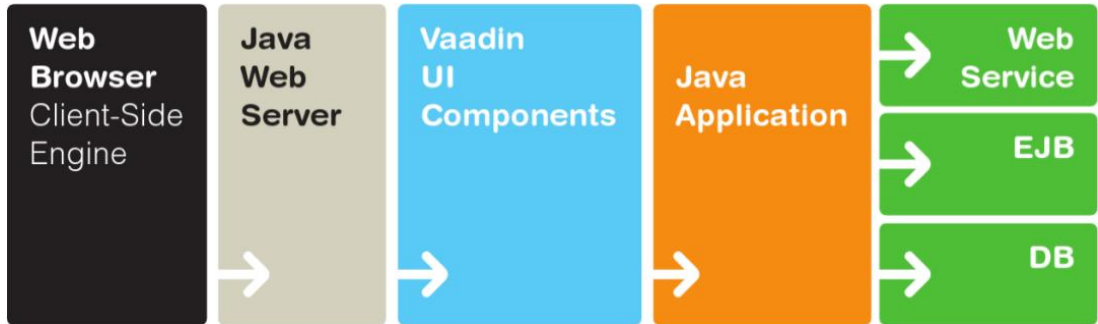 Web
Browser
Client-Side
Engine
Java
Web
Server
Vaadin
UI
Components
Java
Application
Web
Service
EJB
DB